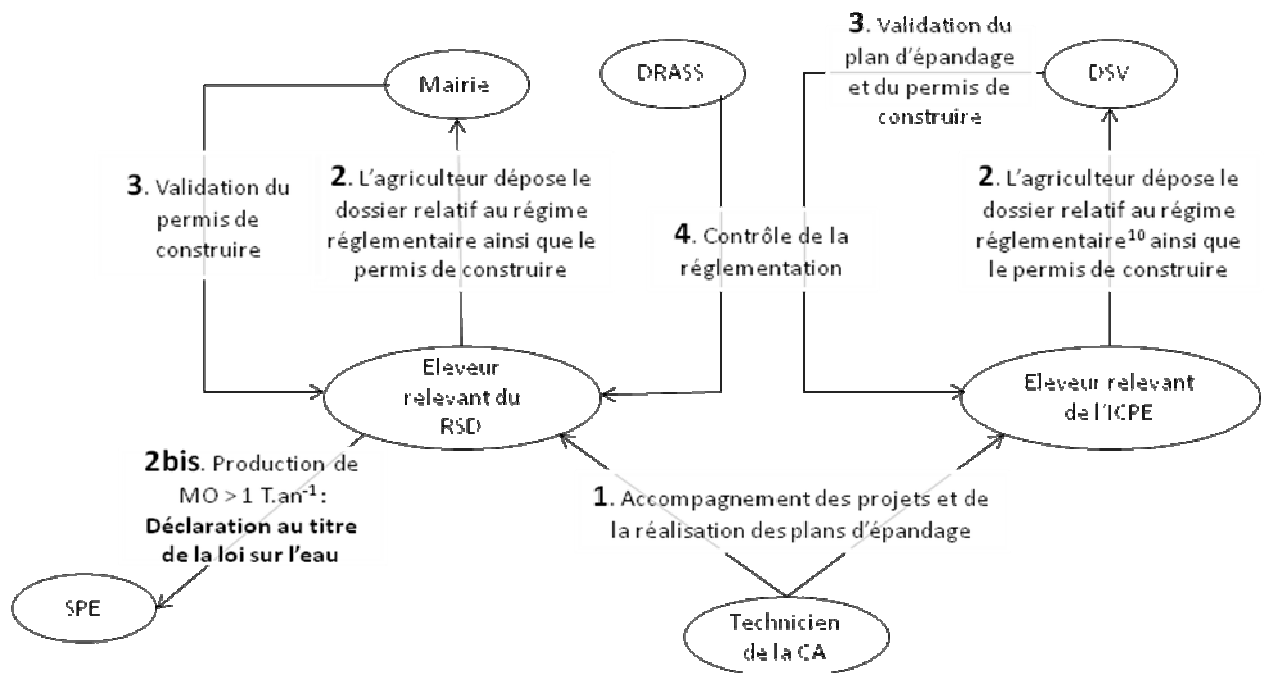 3. Validation du
plan d'épandage
et du permis de
construire
Mairie
DRASS
DSV
3. Validation du
permis de
construire
2. L'agriculteur dépose le
dossier relatif au régime
réglementaire ainsi que le
permis de construire
4. Contrôle de la
réglementation
2. L'agriculteur dépose le
dossier relatif au régime
réglementaire¹⁰ ainsi que
le permis de construire
Eleveur
relevant du
RSD
Eleveur relevant
de l'ICPE
2bis. Production de
MO > 1 T.an⁻¹:
Déclaration au titre
de la loi sur l'eau
1. Accompagnement des projets et de
la réalisation des plans d'épandage
SPE
Technicien
de la CA